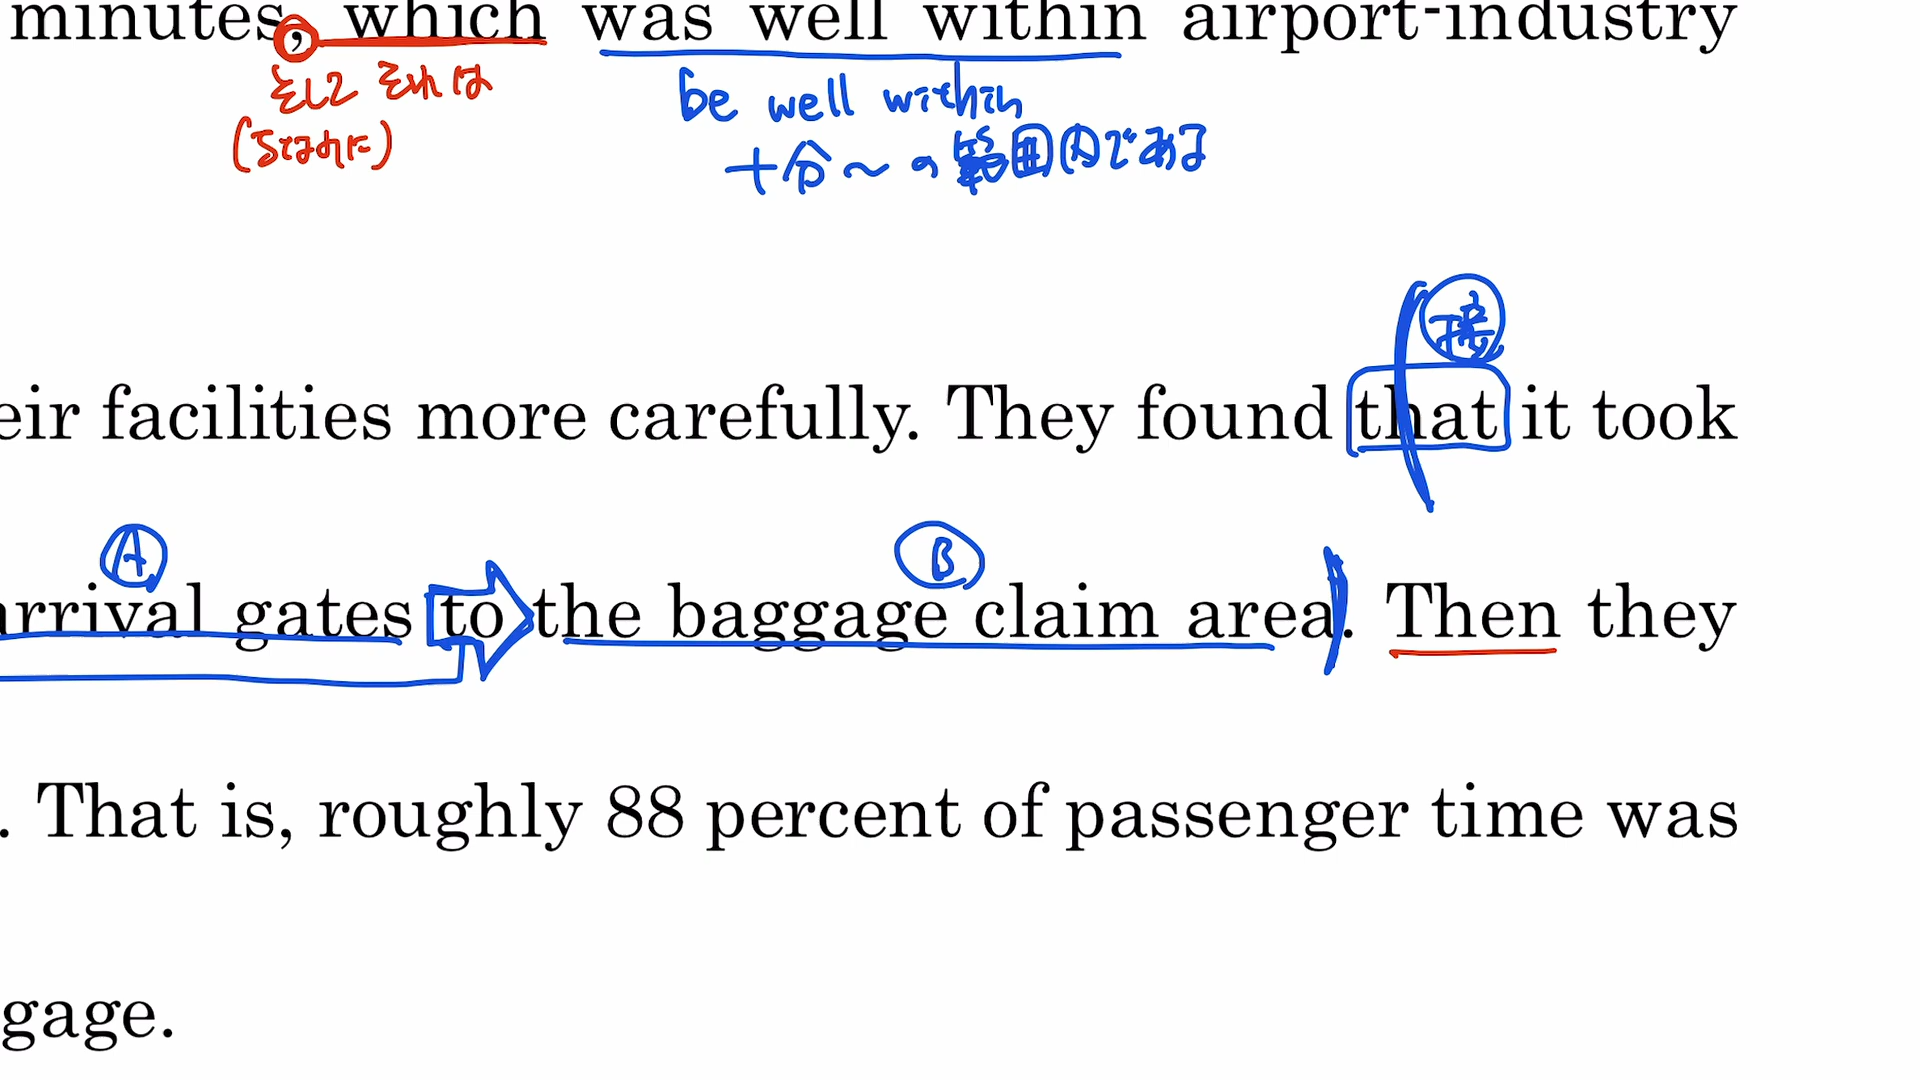 minutes, which was well within airport-industry
そして それは
(ちなみに)
be well within
十分〜の範囲内である
接
eir facilities more carefully. They found that it took
A B
arrival gates to the baggage claim area. Then they
. That is, roughly 88 percent of passenger time was
gage.